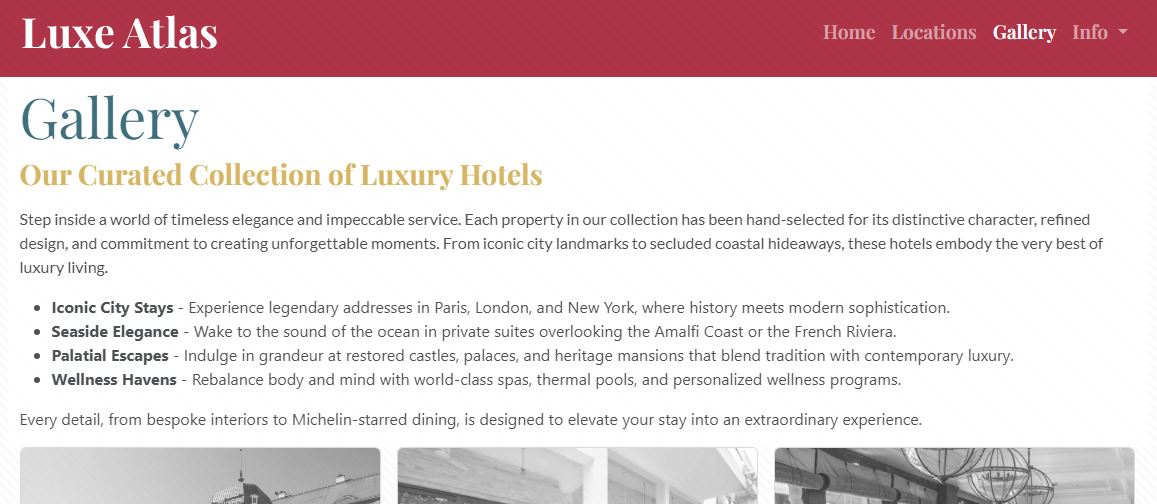 Luxe Atlas
Home Locations Gallery Info
Gallery
Our Curated Collection of Luxury Hotels
Step inside a world of timeless elegance and impeccable service. Each property in our collection has been hand-selected for its distinctive character, refined
design, and commitment to creating unforgettable moments. From iconic city landmarks to secluded coastal hideaways, these hotels embody the very best of
luxury living.
• Iconic City Stays - Experience legendary addresses in Paris, London, and New York, where history meets modern sophistication.
• Seaside Elegance - Wake to the sound of the ocean in private suites overlooking the Amalfi Coast or the French Riviera.
• Palatial Escapes - Indulge in grandeur at restored castles, palaces, and heritage mansions that blend tradition with contemporary luxury.
• Wellness Havens - Rebalance body and mind with world-class spas, thermal pools, and personalized wellness programs.
Every detail, from bespoke interiors to Michelin-starred dining, is designed to elevate your stay into an extraordinary experience.